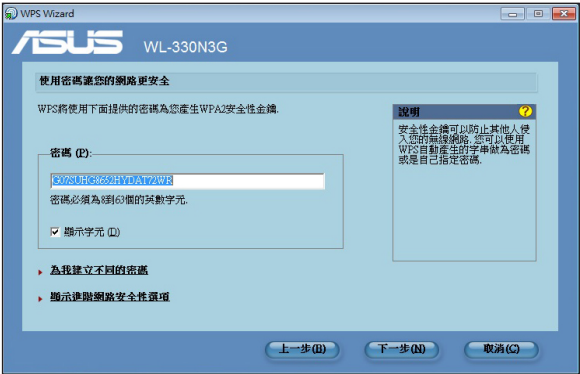 WPS Wizard
ASUS WL-330N3G
使用密碼讓您的網路更安全
WPS將使用下面提供的密碼為您產生WPA2安全性金鑰.
密碼 (P):
G07SUHG8652HYDAT72WR
密碼必須為8到63個的英數字元.
顯示字元 (D)
為我建立不同的密碼
顯示進階網路安全性選項
說明
安全性金鑰可以防止其他人侵
入您的無線網路. 您可以使用
WPS自動產生的字串做為密碼
或是自己指定密碼.
上一步(B)
下一步(N)
取消(C)